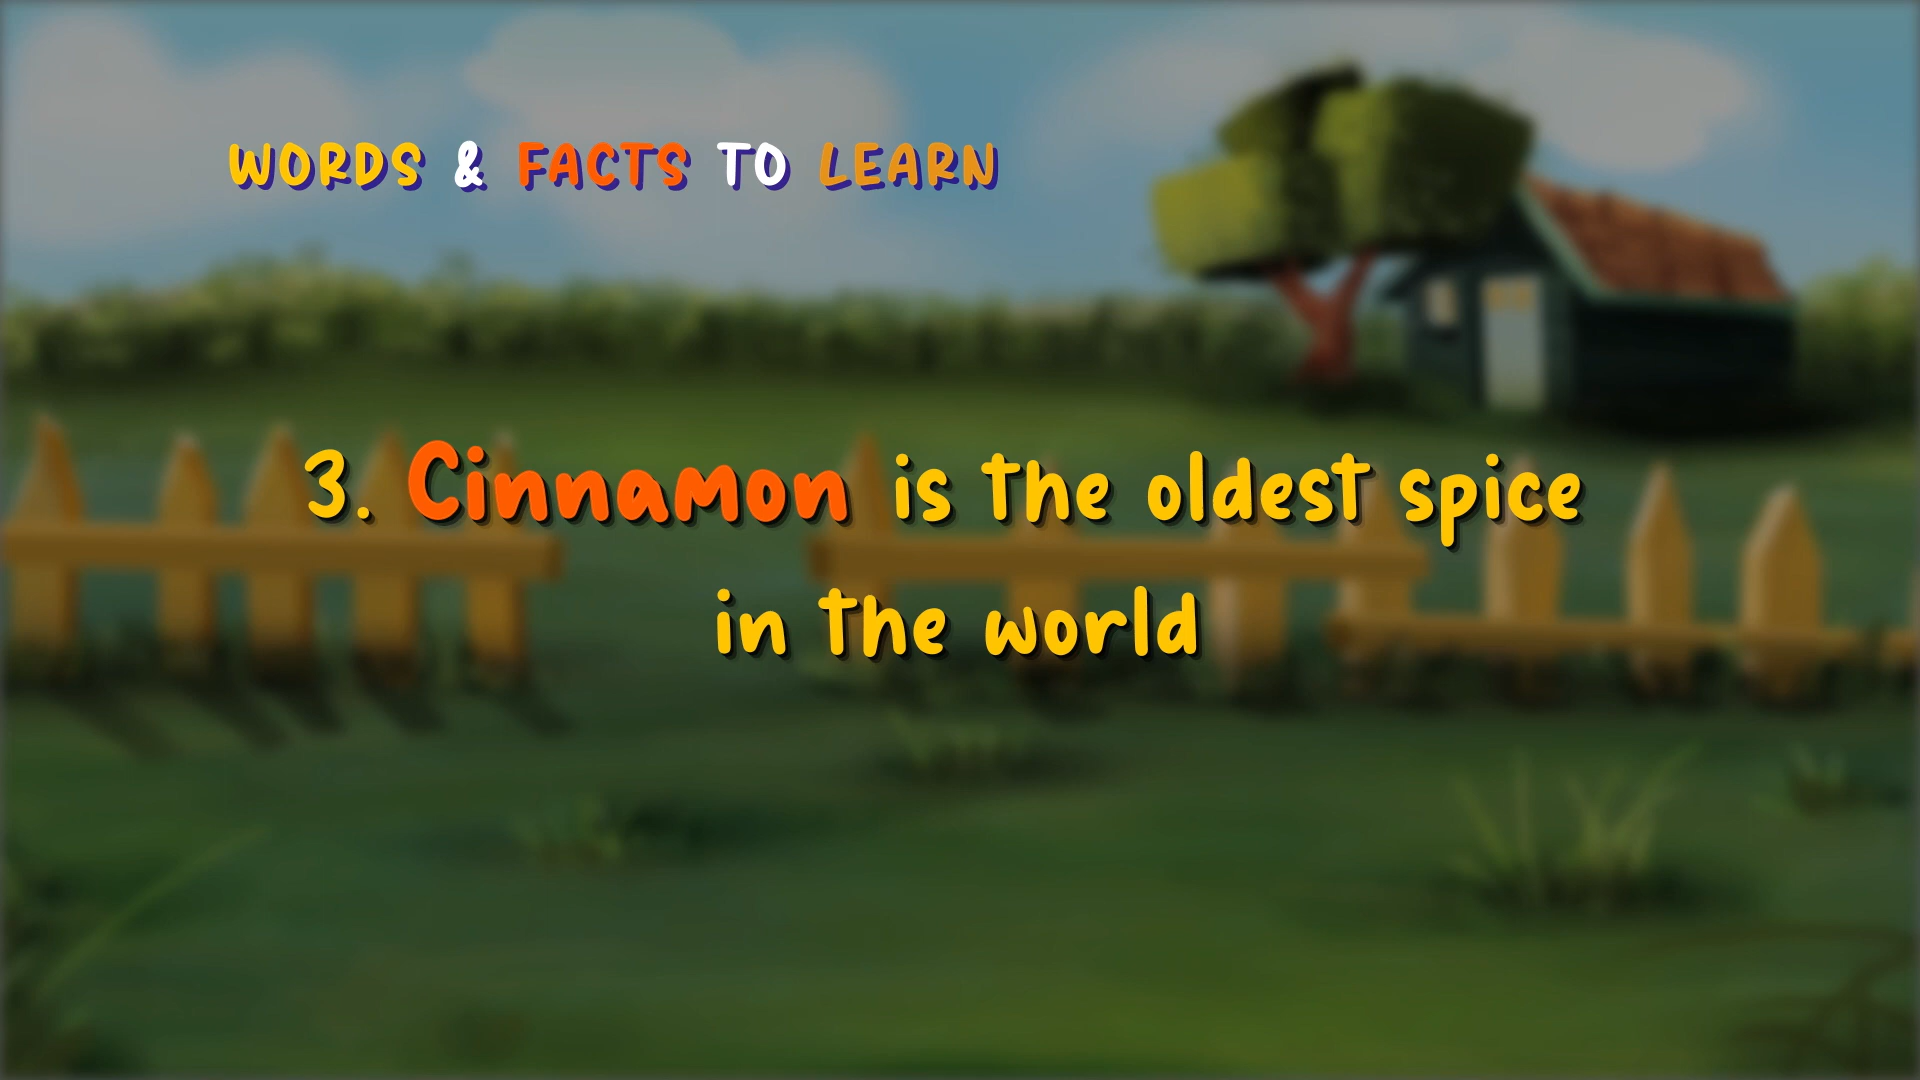 WORDS & FACTS TO LEARN
3. Cinnamon is the oldest spice
in the world